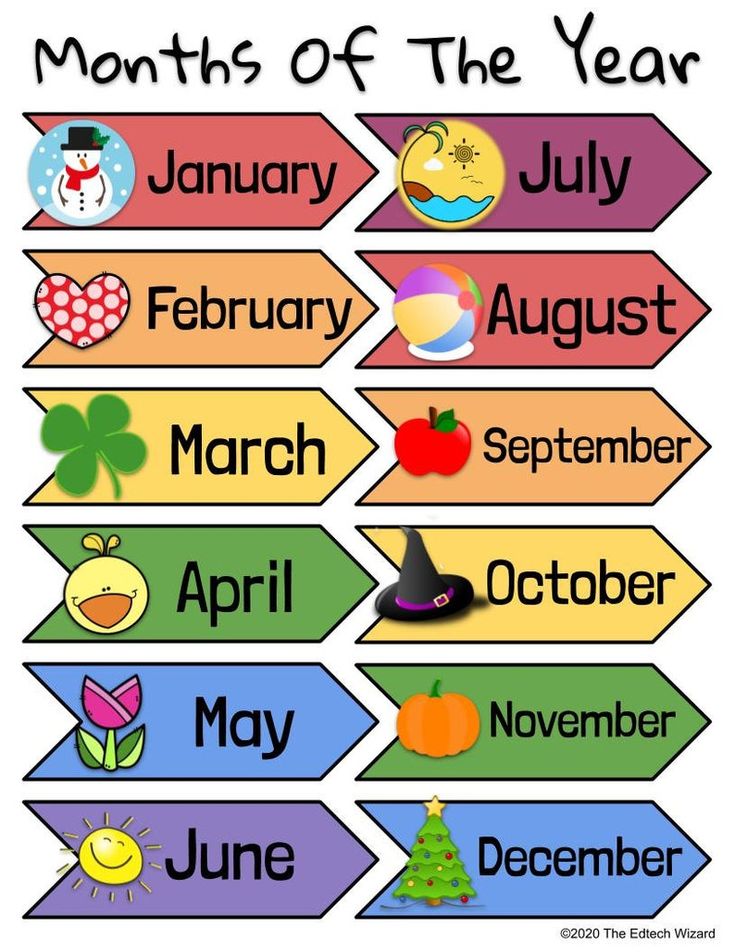 Months Of The Year
January
February
March
April
May
June
July
August
September
October
November
December
©2020 The Edtech Wizard